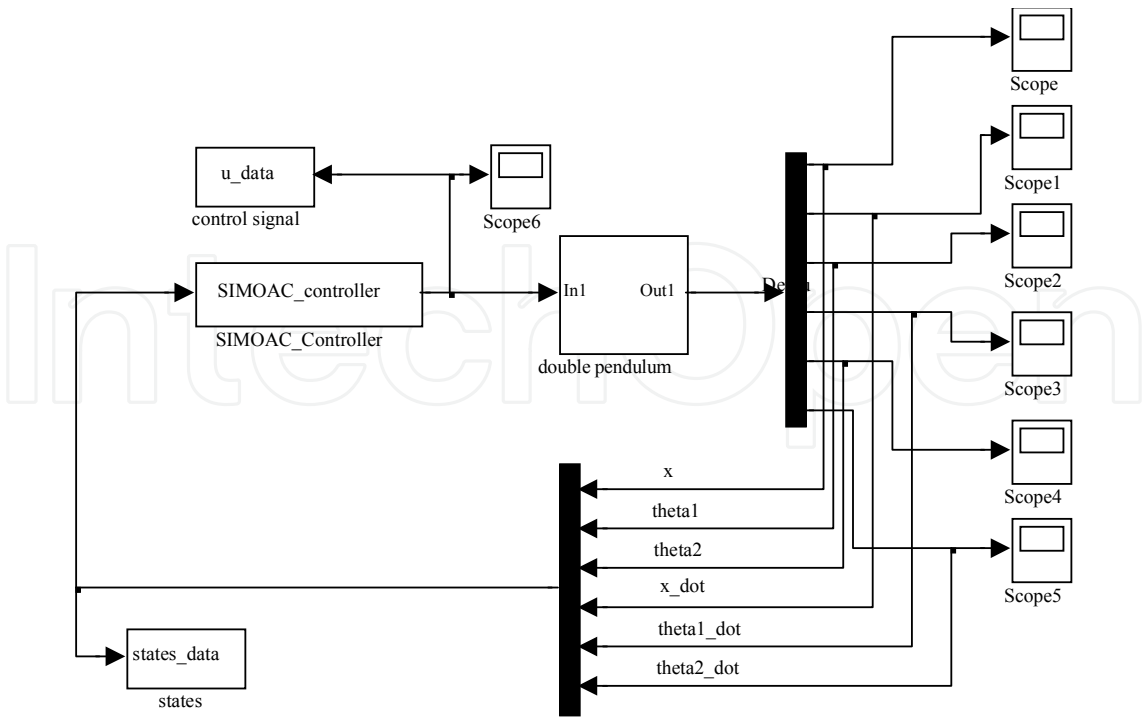 Scope
Scope1
u_data
control signal
Scope6
Scope2
SIMOAC_controller
SIMOAC_Controller
In1
Out1
double pendulum
Scope3
Scope4
x
theta1
theta2
x_dot
theta1_dot
theta2_dot
Scope5
states_data
states
IntechOpen